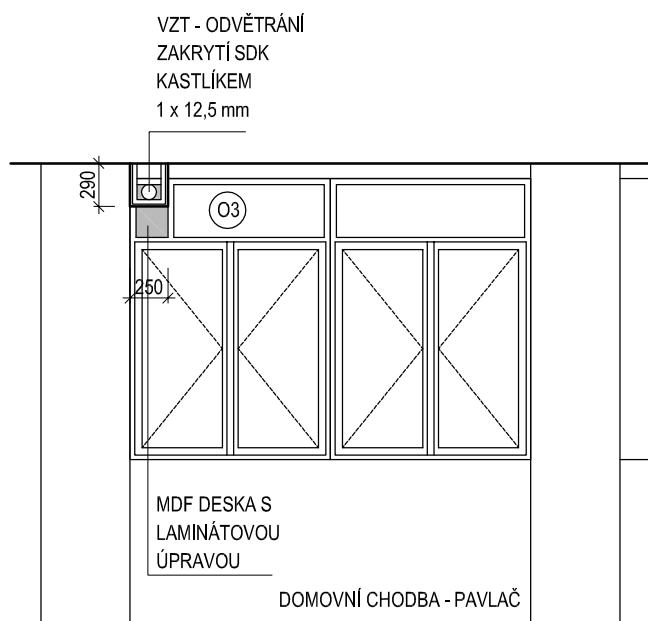 VZT - ODVĚTRÁNÍ
ZAKRYTÍ SDK
KASTLÍKEM
1 x 12,5 mm
290
O3
250
MDF DESKA S
LAMINÁTOVOU
ÚPRAVOU
DOMOVNÍ CHODBA - PAVLAČ